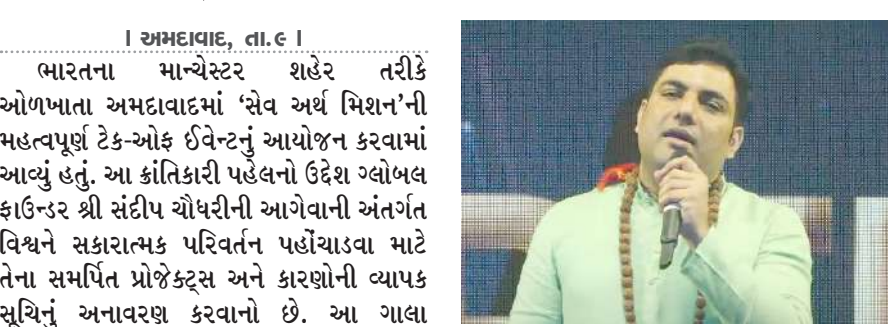 । અમદાવાદ, તા.૯ ।
ભારતના માન્ચેસ્ટર શહેર તરીકે
ઓળખાતા અમદાવાદમાં ‘સેવ અર્થ મિશન’ની
મહત્વપૂર્ણ ટેક-ઓફ ઈવેન્ટનું આયોજન કરવામાં
આવ્યું હતું. આ ક્રાંતિકારી પહેલનો ઉદ્દેશ ગ્લોબલ
ફાઉન્ડર શ્રી સંદીપ ચૌધરીની આગેવાની અંતર્ગત
વિશ્વને સકારાત્મક પરિવર્તન પહોંચાડવા માટે
તેના સમર્પિત પ્રોજેક્ટ્સ અને કારણોની વ્યાપક
સૂચિનું અનાવરણ કરવાનો છે. આ ગાલા